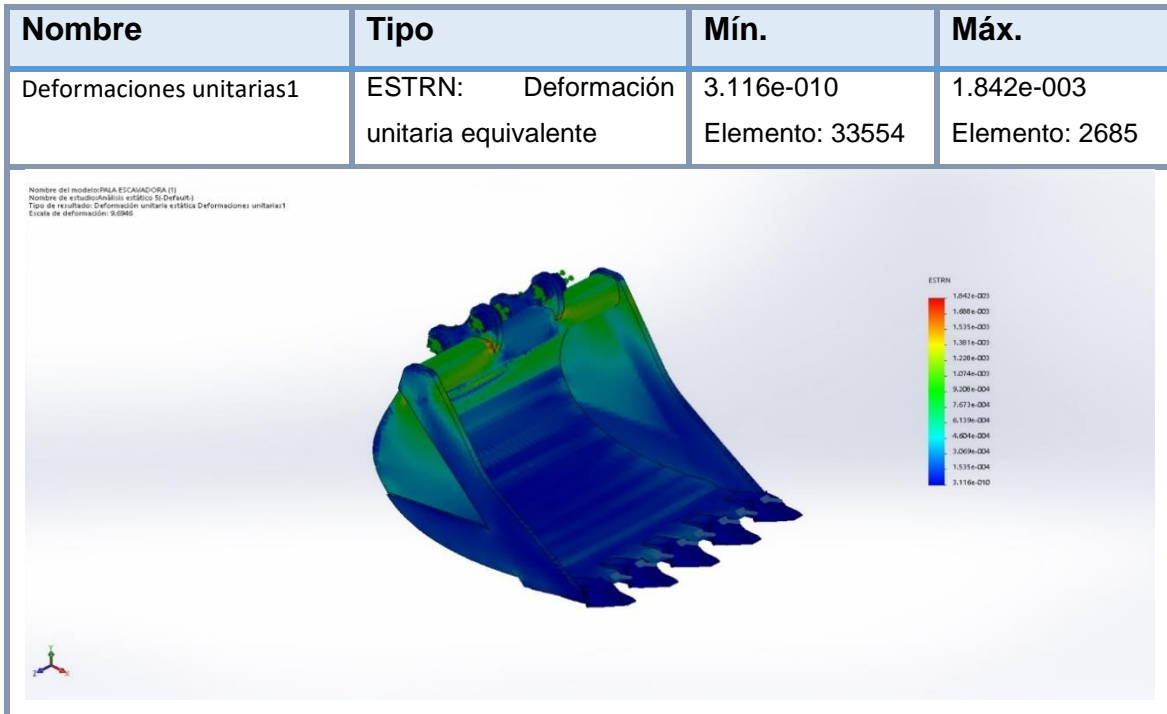 Nombre Tipo Mín. Máx.
Deformaciones unitarias1 ESTRN: Deformación 3.116e-010 1.842e-003
unitaria equivalente Elemento: 33554 Elemento: 2685
Nombre del modelo:PALA ESCAVADORA (1)
Nombre de estudio:Análisis estático 5(-Default-)
Tipo de resultado: Deformación unitaria estática Deformaciones unitarias1
Escala de deformación: 9.6946
ESTRN
1.842e-003
1.688e-003
1.535e-003
1.381e-003
1.228e-003
1.074e-003
9.208e-004
7.673e-004
6.139e-004
4.604e-004
3.069e-004
1.535e-004
3.116e-010
Y
Z X